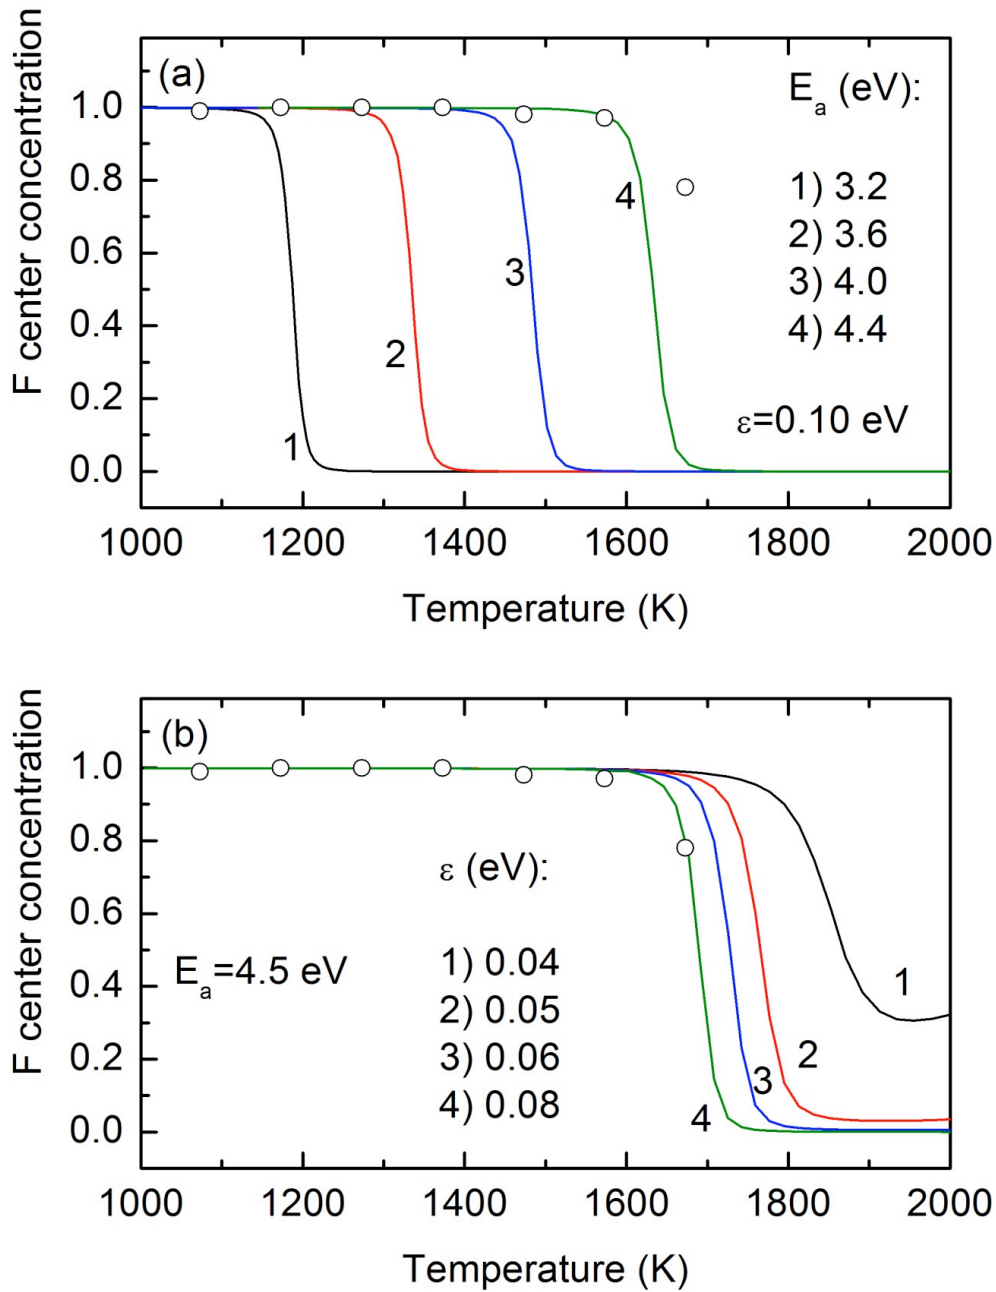 (a)
F center concentration
1.0
0.8
0.6
0.4
0.2
0.0
E_a (eV):
1) 3.2
2) 3.6
3) 4.0
4) 4.4
ε=0.10 eV
1
2
3
4
1000 1200 1400 1600 1800 2000
Temperature (K)
(b)
F center concentration
1.0
0.8
0.6
0.4
0.2
0.0
ε (eV):
1) 0.04
2) 0.05
3) 0.06
4) 0.08
E_a=4.5 eV
1
2
3
4
1000 1200 1400 1600 1800 2000
Temperature (K)